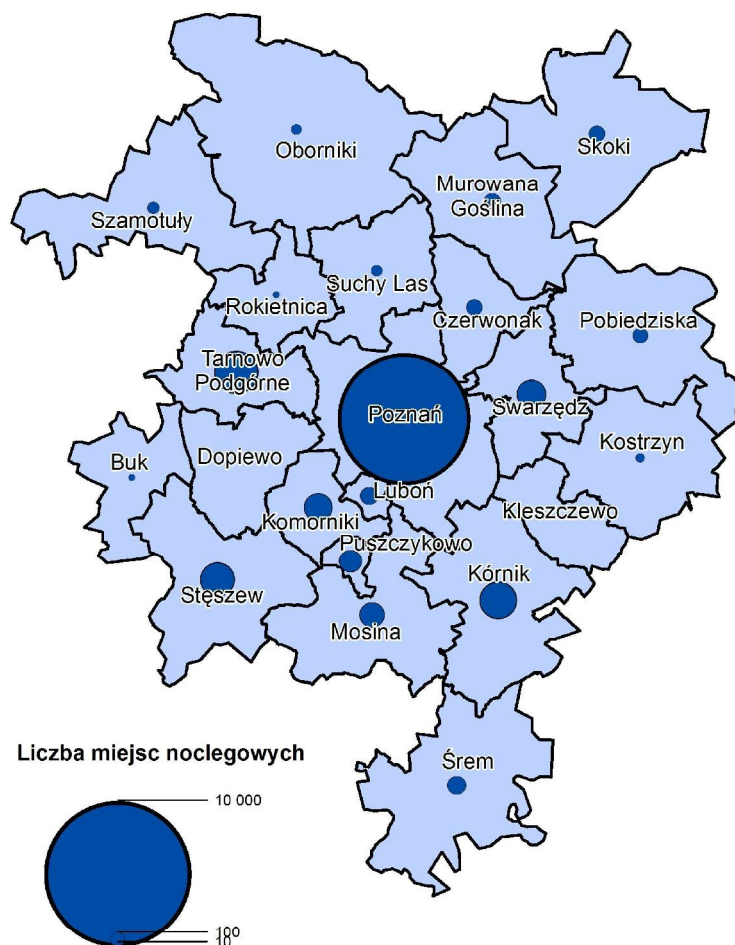 Oborniki
Skoki
Murowana
Goślina
Szamotuły
Suchy Las
Rokietnica
Czerwonak
Pobiedziska
Tarnowo
Podgórne
Poznań
Swarzędz
Kostrzyn
Buk
Dopiewo
Luboń
Komorniki
Kleszczewo
Puszczykowo
Stęszew
Kórnik
Mosina
Śrem
Liczba miejsc noclegowych
10 000
100
10